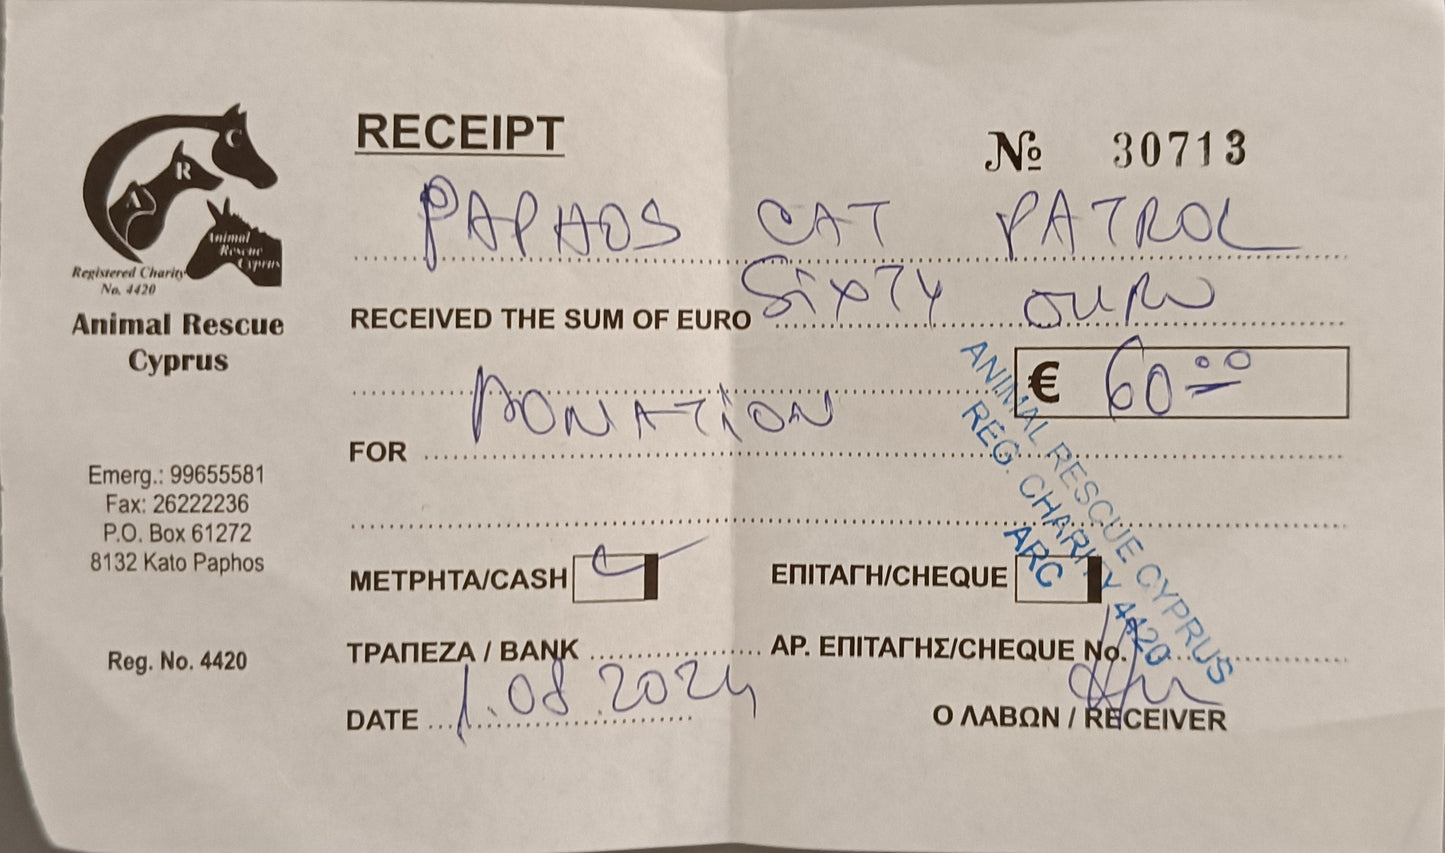 RECEIPT
№ 30713
C
R
A
Animal
Rescue
Cyprus
Registered Charity
No. 4420
Animal Rescue
Cyprus
PAPHOS CAT PATROL
RECEIVED THE SUM OF EURO Sixty OURO
€ 60 00
FOR DONATION
Emerg.: 99655581
Fax: 26222236
P.O. Box 61272
8132 Kato Paphos
Reg. No. 4420
ΜΕΤΡΗΤΑ/CASH
ΕΠΙΤΑΓΗ/CHEQUE
ΤΡΑΠΕΖΑ / BANK
ΑΡ. ΕΠΙΤΑΓΗΣ/CHEQUE No.
DATE 1.08.2024
Ο ΛΑΒΩΝ / RECEIVER
ANIMAL RESCUE CYPRUS
REG. CHARITY 4420
ARC